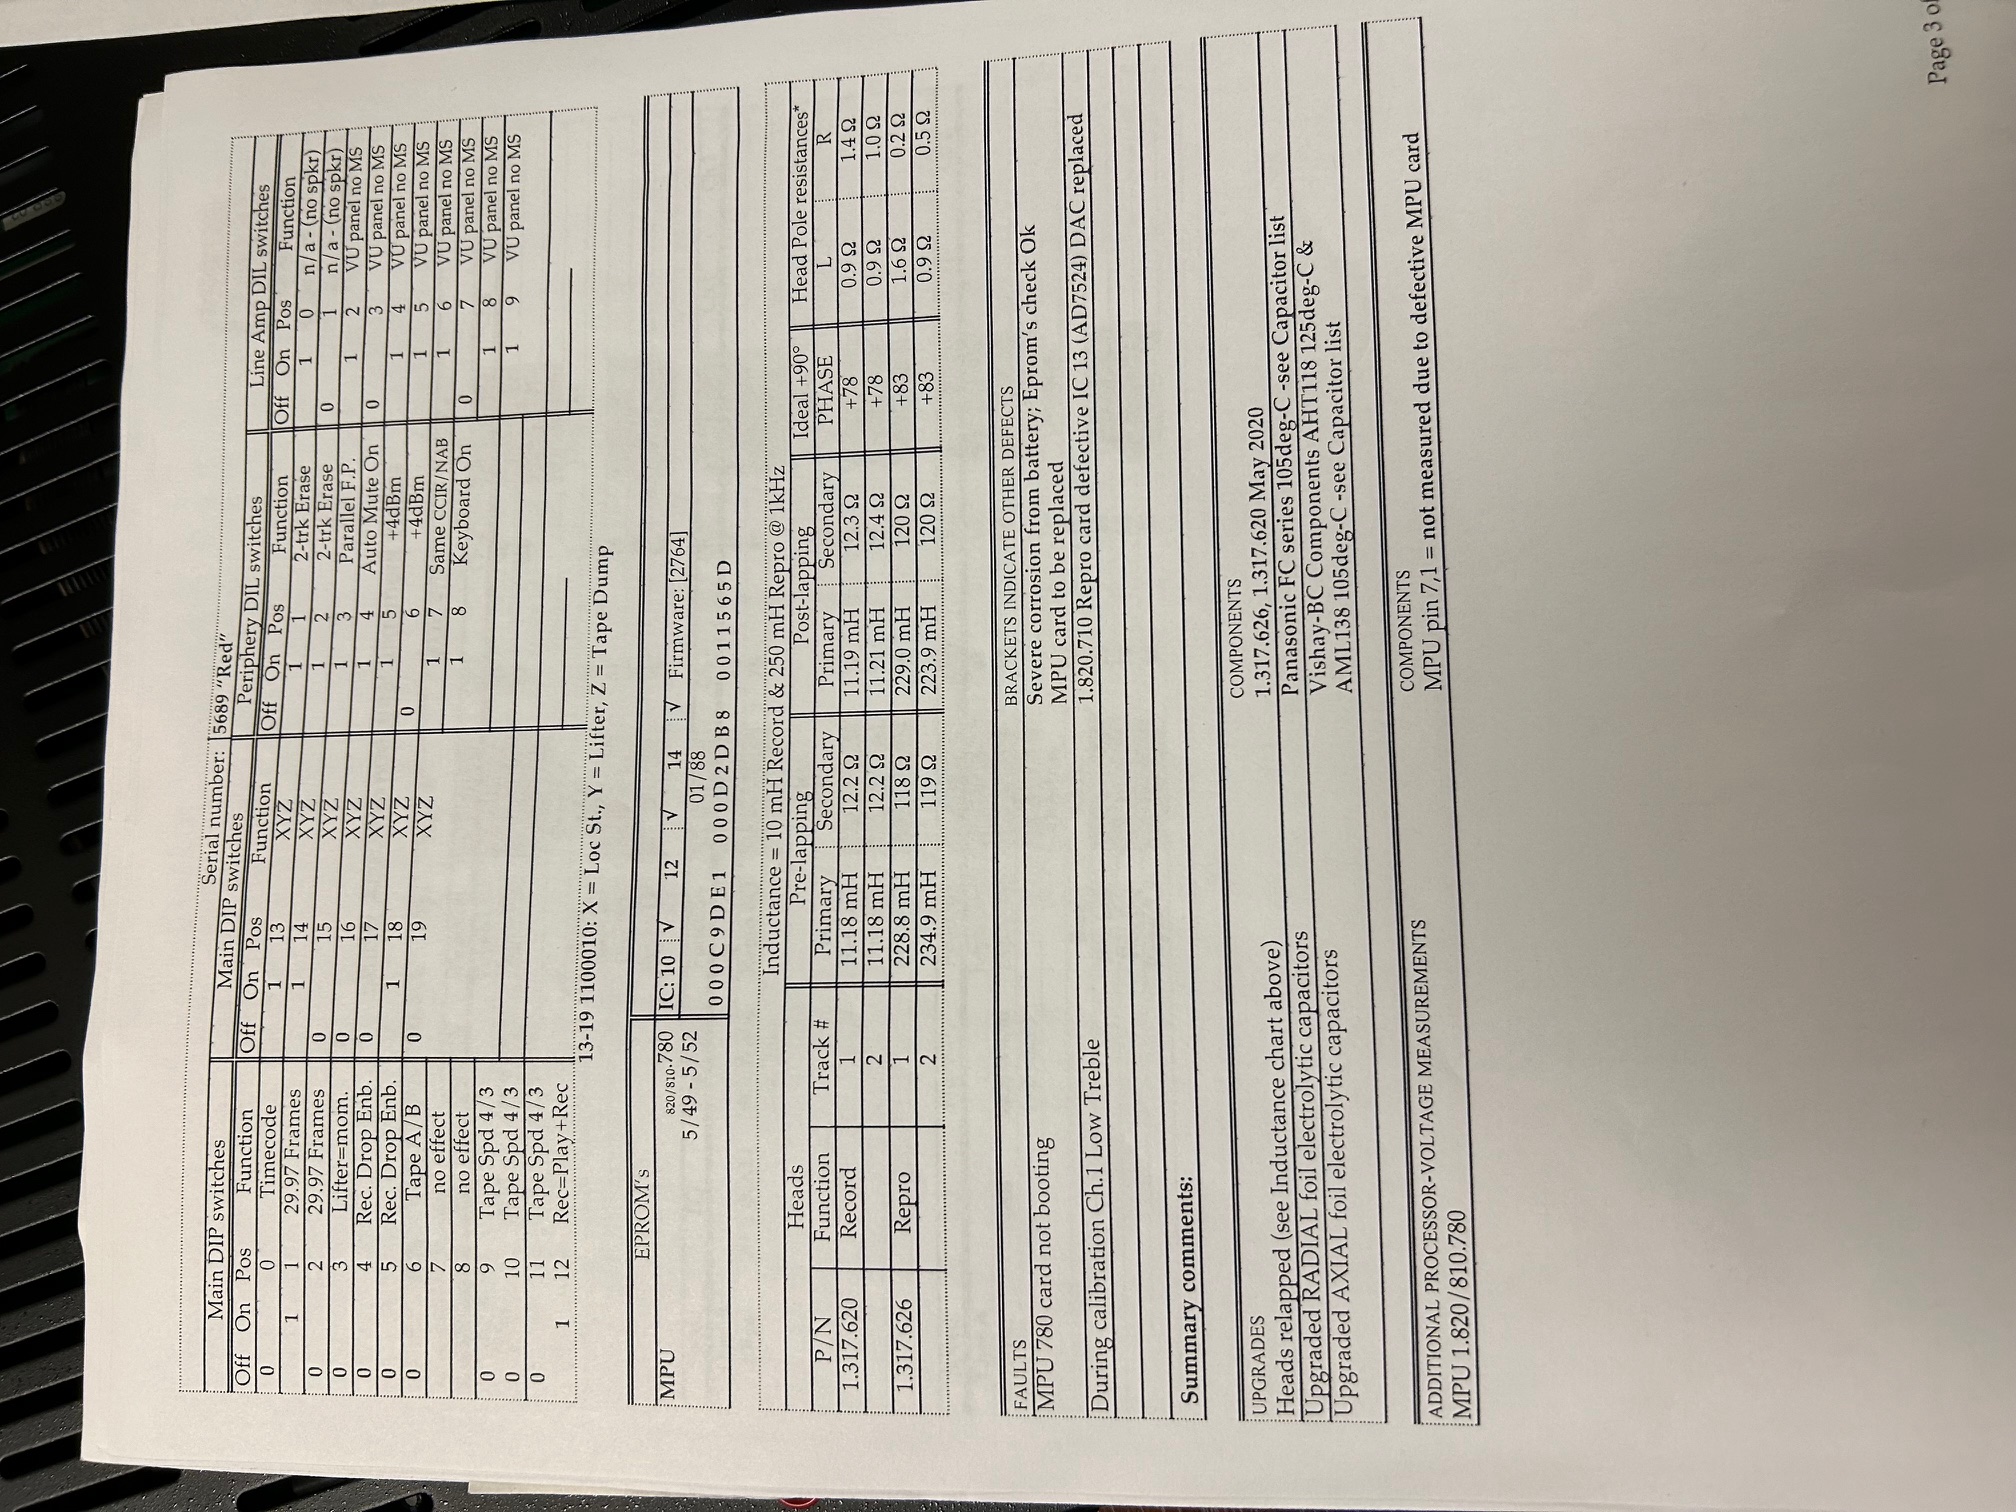 Serial number: 5689 "Red"
Main DIP switches Main DIP switches Periphery DIL switches Line Amp DIL switches
Off On Pos Function Off On Pos Function Off On Pos Function Off On Pos Function
0 0 Timecode 1 13 XYZ 1 1 2-trk Erase 1 0 n/a - (no spkr)
1 1 29.97 Frames 1 14 XYZ 1 2 2-trk Erase 0 1 n/a - (no spkr)
0 2 29.97 Frames 0 15 XYZ 1 3 Parallel F.P. 1 2 VU panel no MS
0 3 Lifter=mom. 0 16 XYZ 1 4 Auto Mute On 0 3 VU panel no MS
0 4 Rec. Drop Enb. 0 17 XYZ 1 5 +4dBm 1 4 VU panel no MS
0 5 Rec. Drop Enb. 1 18 XYZ 0 6 +4dBm 1 5 VU panel no MS
0 6 Tape A/B 0 19 XYZ 1 7 Same CCIR/NAB 1 6 VU panel no MS
7 no effect 1 8 Keyboard On 0 7 VU panel no MS
8 no effect 1 8 VU panel no MS
0 9 Tape Spd 4/3 1 9 VU panel no MS
0 10 Tape Spd 4/3
0 11 Tape Spd 4/3
1 12 Rec=Play+Rec
13-19 1100010: X = Loc St., Y = Lifter, Z = Tape Dump
EPROM's
MPU 820/810.780 IC: 10 √ 12 √ 14 √ Firmware: [2764]
5/49 - 5/52 01/88
000C9DE1 000D2DB8 0011565D
Inductance = 10 mH Record & 250 mH Repro @ 1kHz
Heads Pre-lapping Post-lapping Ideal +90° Head Pole resistances*
P/N Function Track # Primary Secondary Primary Secondary PHASE L R
1.317.620 Record 1 11.18 mH 12.2 Ω 11.19 mH 12.3 Ω +78 0.9 Ω 1.4 Ω
2 11.18 mH 12.2 Ω 11.21 mH 12.4 Ω +78 0.9 Ω 1.0 Ω
1.317.626 Repro 1 228.8 mH 118 Ω 229.0 mH 120 Ω +83 1.6 Ω 0.2 Ω
2 234.9 mH 119 Ω 223.9 mH 120 Ω +83 0.9 Ω 0.5 Ω
FAULTS BRACKETS INDICATE OTHER DEFECTS
MPU 780 card not booting Severe corrosion from battery; Eprom's check Ok
MPU card to be replaced
During calibration Ch.1 Low Treble 1.820.710 Repro card defective IC 13 (AD7524) DAC replaced
Summary comments:
UPGRADES COMPONENTS
Heads relapped (see Inductance chart above) 1.317.626, 1.317.620 May 2020
Upgraded RADIAL foil electrolytic capacitors Panasonic FC series 105deg-C -see Capacitor list
Upgraded AXIAL foil electrolytic capacitors Vishay-BC Components AHT118 125deg-C &
AML138 105deg-C -see Capacitor list
ADDITIONAL PROCESSOR-VOLTAGE MEASUREMENTS COMPONENTS
MPU 1.820/810.780 MPU pin 7,1 = not measured due to defective MPU card
Page 3 of